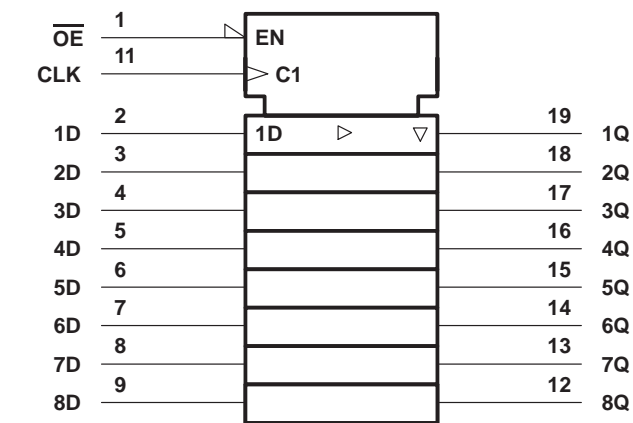 O̅E̅ 1 EN
CLK 11 C1
1D 2 1D 19 1Q
2D 3 18 2Q
3D 4 17 3Q
4D 5 16 4Q
5D 6 15 5Q
6D 7 14 6Q
7D 8 13 7Q
8D 9 12 8Q